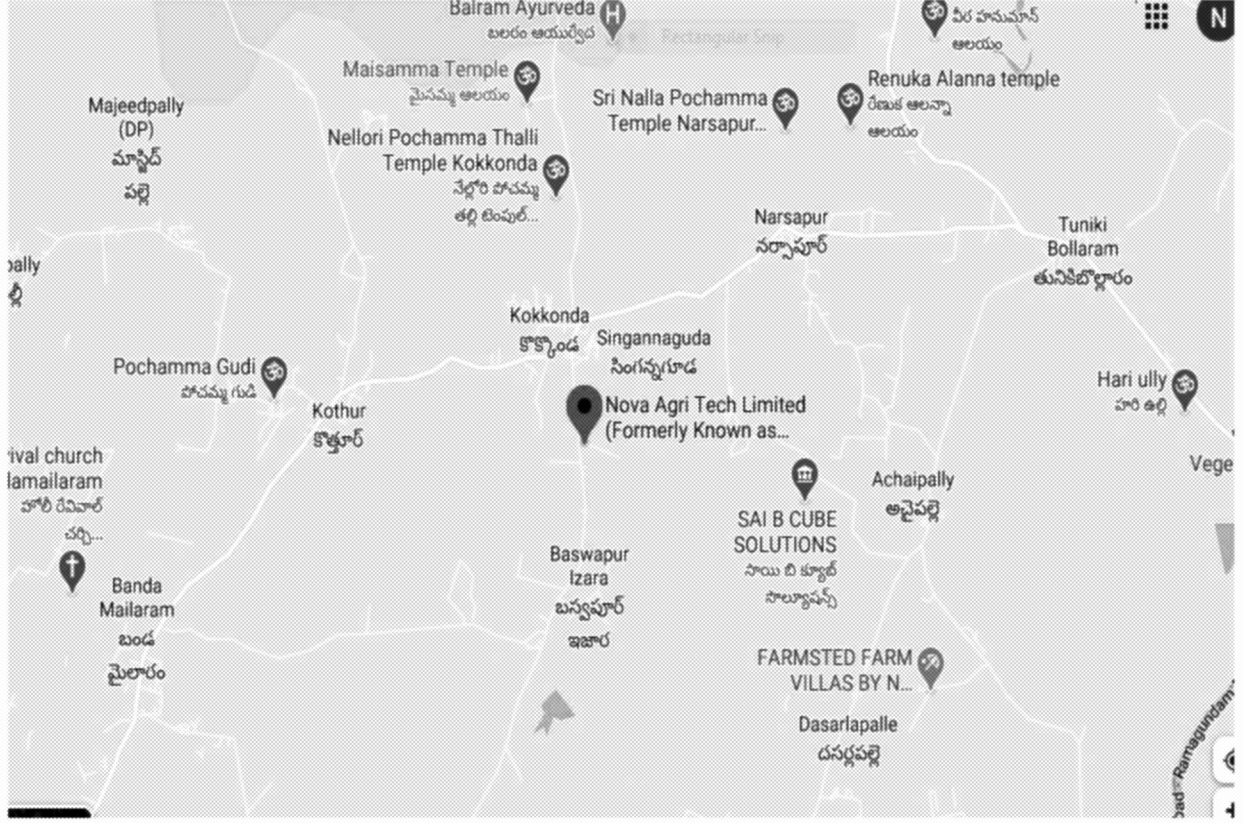 Balram Ayurveda
బలరం ఆయుర్వేద
Rectangular Snip
వీర హనుమాన్
ఆలయం
N
Maisamma Temple
మైసమ్మ ఆలయం
Renuka Alanna temple
రేణుక ఆలన్నా
ఆలయం
Sri Nalla Pochamma
Temple Narsapur...
Majeedpally
(DP)
మాస్జిద్
పల్లె
Nellori Pochamma Thalli
Temple Kokkonda
నేల్లోరి పోచమ్మ
తల్లి టెంపుల్...
Narsapur
నర్సాపూర్
Tuniki
Bollaram
తునికిబొల్లారం
Kokkonda
కొక్కొండ
Singannaguda
సింగన్నగూడ
Pochamma Gudi
పోచమ్మ గుడి
Hari ully
హరి ఉల్లి
Kothur
కొత్తూర్
Nova Agri Tech Limited
(Formerly Known as...
ival church
lamailaram
హోలీ రేవివాల్
చర్చి...
Vege
Achaipally
అచైపల్లె
SAI B CUBE
SOLUTIONS
సాయి బి క్యూబ్
సొల్యూషన్స్
Baswapur
Izara
బస్వపూర్
ఇజార
Banda
Mailaram
బండ
మైలారం
FARMSTED FARM
VILLAS BY N...
Dasarlapalle
దసర్లపల్లె
bad - Ramagundam